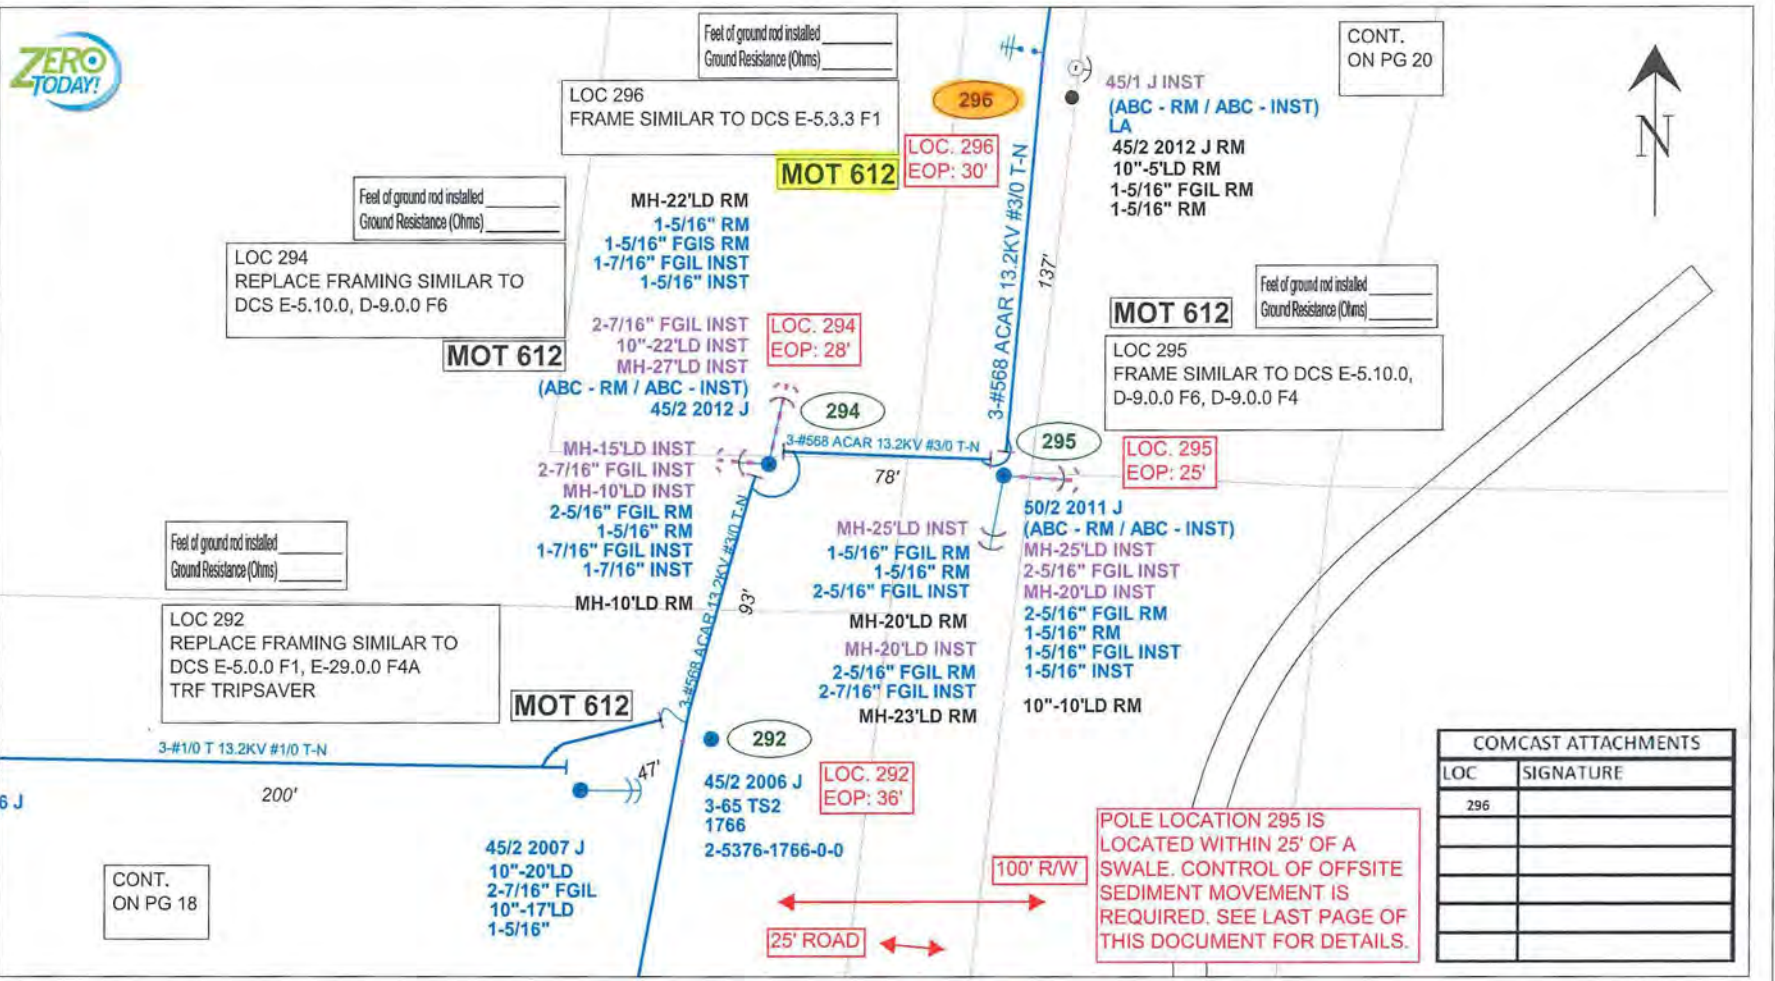 ZERO
TODAY!
Feet of ground rod installed
Ground Resistance (Ohms)
LOC 296
FRAME SIMILAR TO DCS E-5.3.3 F1
296
MOT 612
LOC. 296
EOP: 30'
45/1 J INST
(ABC - RM / ABC - INST)
LA
45/2 2012 J RM
10"-5'LD RM
1-5/16" FGIL RM
1-5/16" RM
CONT.
ON PG 20
N
3-#568 ACAR 13.2KV #3/0 T-N
137'
Feet of ground rod installed
Ground Resistance (Ohms)
LOC 294
REPLACE FRAMING SIMILAR TO
DCS E-5.10.0, D-9.0.0 F6
MOT 612
MH-22'LD RM
1-5/16" RM
1-5/16" FGIS RM
1-7/16" FGIL INST
1-5/16" INST
2-7/16" FGIL INST
10"-22'LD INST
MH-27'LD INST
(ABC - RM / ABC - INST)
45/2 2012 J
LOC. 294
EOP: 28'
294
3-#568 ACAR 13.2KV #3/0 T-N
78'
MH-15'LD INST
2-7/16" FGIL INST
MH-10'LD INST
2-5/16" FGIL RM
1-5/16" RM
1-7/16" FGIL INST
1-7/16" INST
MH-10'LD RM
3-#568 ACAR 13.2KV #3/0 T-N
93'
MOT 612
Feet of ground rod installed
Ground Resistance (Ohms)
LOC 295
FRAME SIMILAR TO DCS E-5.10.0,
D-9.0.0 F6, D-9.0.0 F4
295
LOC. 295
EOP: 25'
MH-25'LD INST
1-5/16" FGIL RM
1-5/16" RM
2-5/16" FGIL INST
MH-20'LD RM
MH-20'LD INST
2-5/16" FGIL RM
2-7/16" FGIL INST
MH-23'LD RM
50/2 2011 J
(ABC - RM / ABC - INST)
MH-25'LD INST
2-5/16" FGIL INST
MH-20'LD INST
2-5/16" FGIL RM
1-5/16" RM
1-5/16" FGIL INST
1-5/16" INST
10"-10'LD RM
Feet of ground rod installed
Ground Resistance (Ohms)
LOC 292
REPLACE FRAMING SIMILAR TO
DCS E-5.0.0 F1, E-29.0.0 F4A
TRF TRIPSAVER
MOT 612
3-#1/0 T 13.2KV #1/0 T-N
200'
6 J
47'
292
45/2 2006 J
3-65 TS2
1766
2-5376-1766-0-0
LOC. 292
EOP: 36'
45/2 2007 J
10"-20'LD
2-7/16" FGIL
10"-17'LD
1-5/16"
CONT.
ON PG 18
100' R/W
25' ROAD
POLE LOCATION 295 IS
LOCATED WITHIN 25' OF A
SWALE. CONTROL OF OFFSITE
SEDIMENT MOVEMENT IS
REQUIRED. SEE LAST PAGE OF
THIS DOCUMENT FOR DETAILS.
COMCAST ATTACHMENTS
LOC SIGNATURE
296